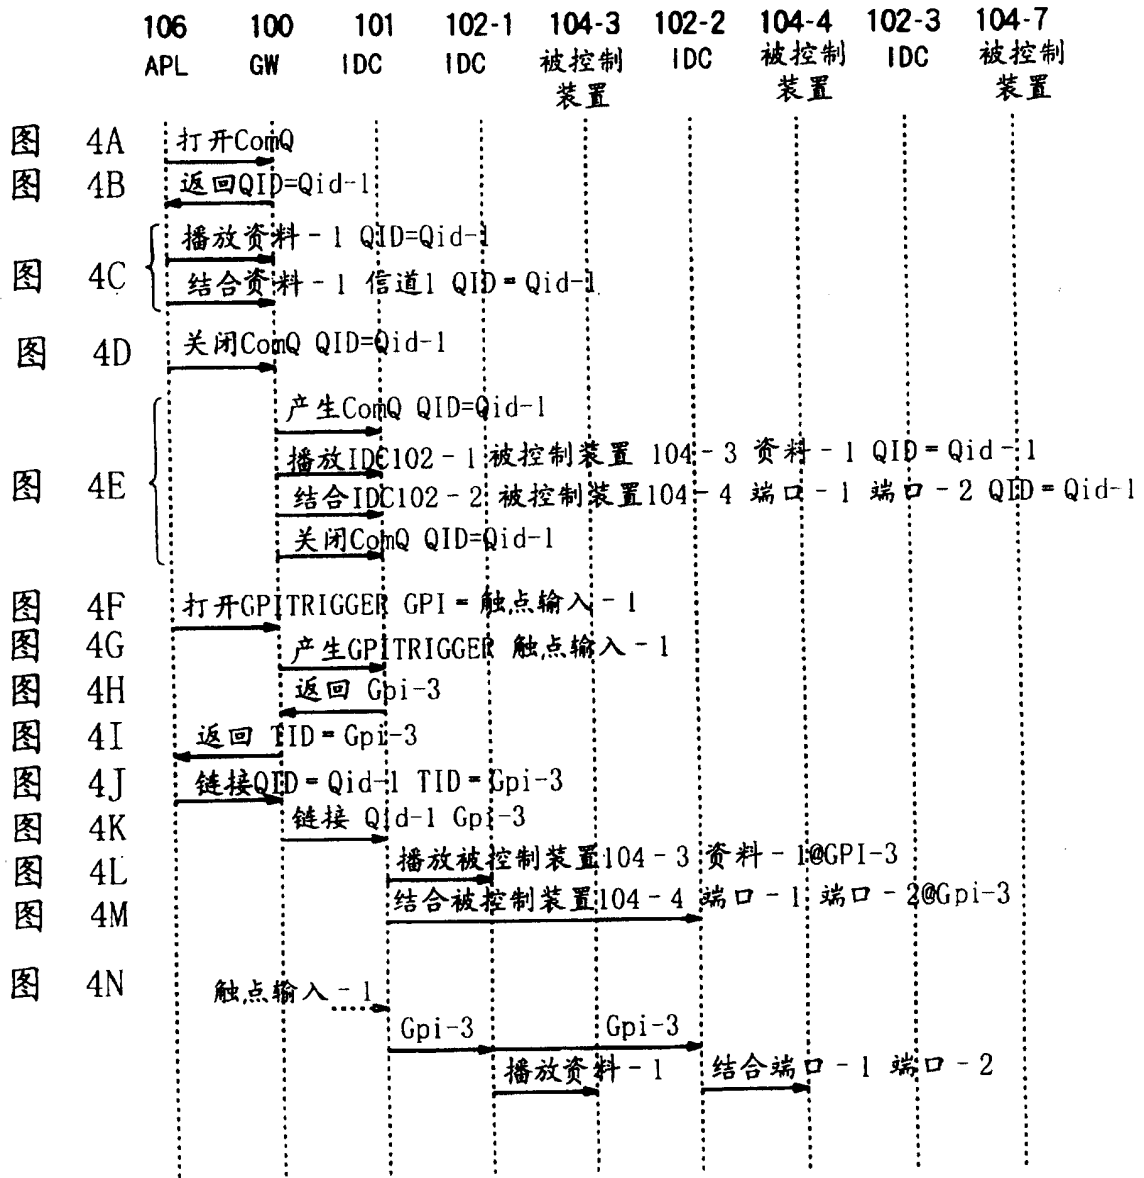 106 100 101 102-1 104-3 102-2 104-4 102-3 104-7
APL GW IDC IDC 被控制 IDC 被控制 IDC 被控制
装置 装置 装置
图 4A 打开ComQ
图 4B 返回QID=Qid-1
播放资料-1 QID=Qid-1
图 4C 结合资料-1 信道1 QID=Qid-1
图 4D 关闭ComQ QID=Qid-1
产生ComQ QID=Qid-1
播放IDC102-1 被控制装置 104-3 资料-1 QID=Qid-1
图 4E 结合IDC102-2 被控制装置104-4 端口-1 端口-2 QID=Qid-1
关闭ComQ QID=Qid-1
图 4F 打开GPITRIGGER GPI=触点输入-1
图 4G 产生GPITRIGGER 触点输入-1
图 4H 返回 Gpi-3
图 4I 返回 TID=Gpi-3
图 4J 链接QID=Qid-1 TID=Gpi-3
图 4K 链接 Qid-1 Gpi-3
图 4L 播放被控制装置104-3 资料-1@GPI-3
图 4M 结合被控制装置104-4 端口-1 端口-2@Gpi-3
图 4N 触点输入-1
Gpi-3 Gpi-3
播放资料-1 结合端口-1 端口-2